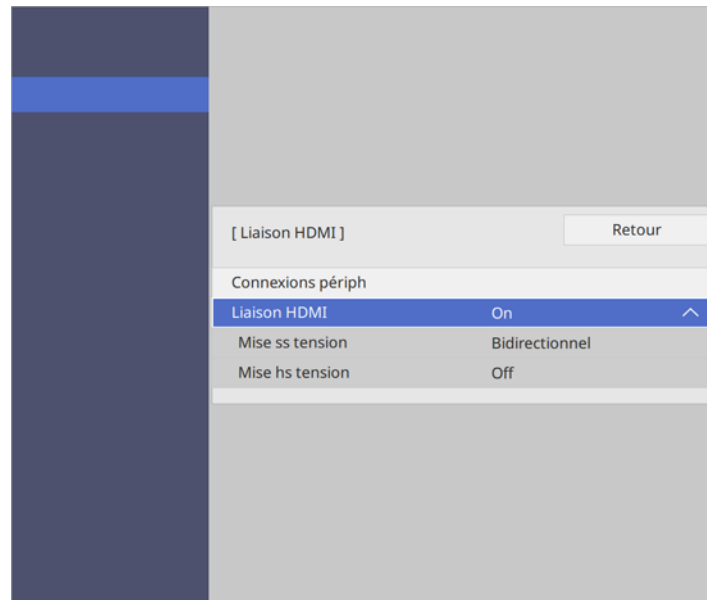 [ Liaison HDMI ]
Retour
Connexions périph
Liaison HDMI On
Mise ss tension Bidirectionnel
Mise hs tension Off